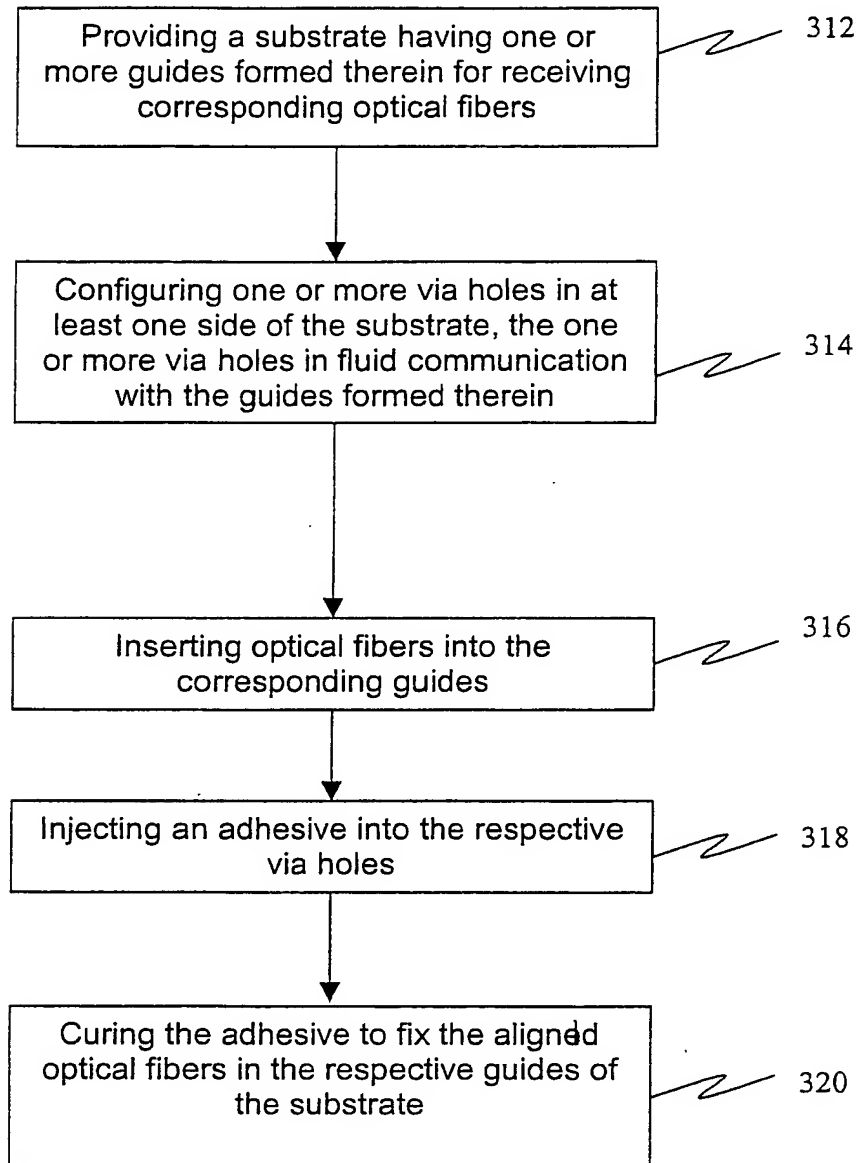 Providing a substrate having one or
more guides formed therein for receiving
corresponding optical fibers
312
Configuring one or more via holes in at
least one side of the substrate, the one
or more via holes in fluid communication
with the guides formed therein
314
Inserting optical fibers into the
corresponding guides
316
Injecting an adhesive into the respective
via holes
318
Curing the adhesive to fix the aligned
optical fibers in the respective guides of
the substrate
320